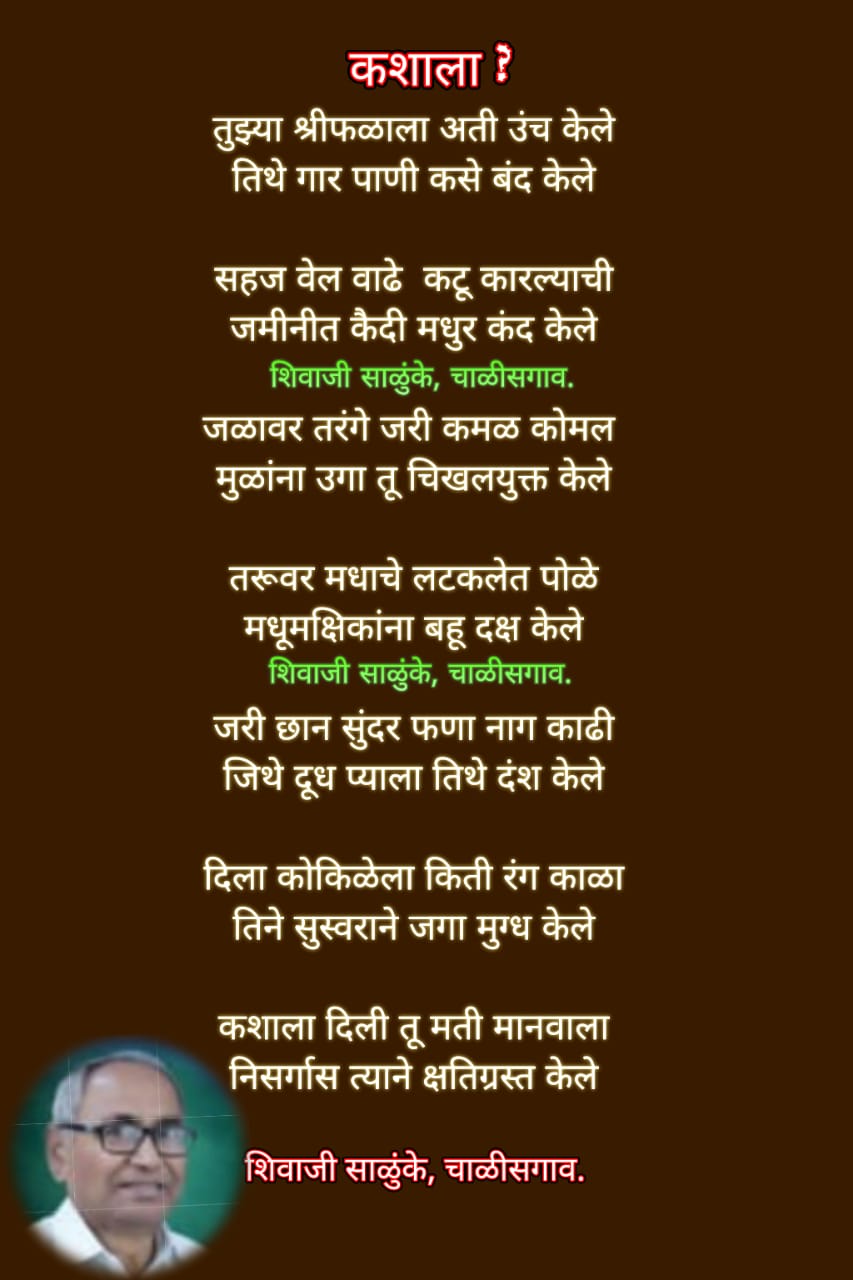 कशाला ?
तुझ्या श्रीफळाला अती उंच केले
तिथे गार पाणी कसे बंद केले
सहज वेल वाढे कटू कारल्याची
जमीनीत कैदी मधुर कंद केले
शिवाजी साळुंके, चाळीसगाव.
जळावर तरंगे जरी कमळ कोमल
मुळांना उगा तू चिखलयुक्त केले
तरूवर मधाचे लटकलेत पोळे
मधूमक्षिकांना बहू दक्ष केले
शिवाजी साळुंके, चाळीसगाव.
जरी छान सुंदर फणा नाग काढी
जिथे दूध प्याला तिथे दंश केले
दिला कोकिळेला किती रंग काळा
तिने सुस्वराने जगा मुग्ध केले
कशाला दिली तू मती मानवाला
निसर्गास त्याने क्षतिग्रस्त केले
शिवाजी साळुंके, चाळीसगाव.